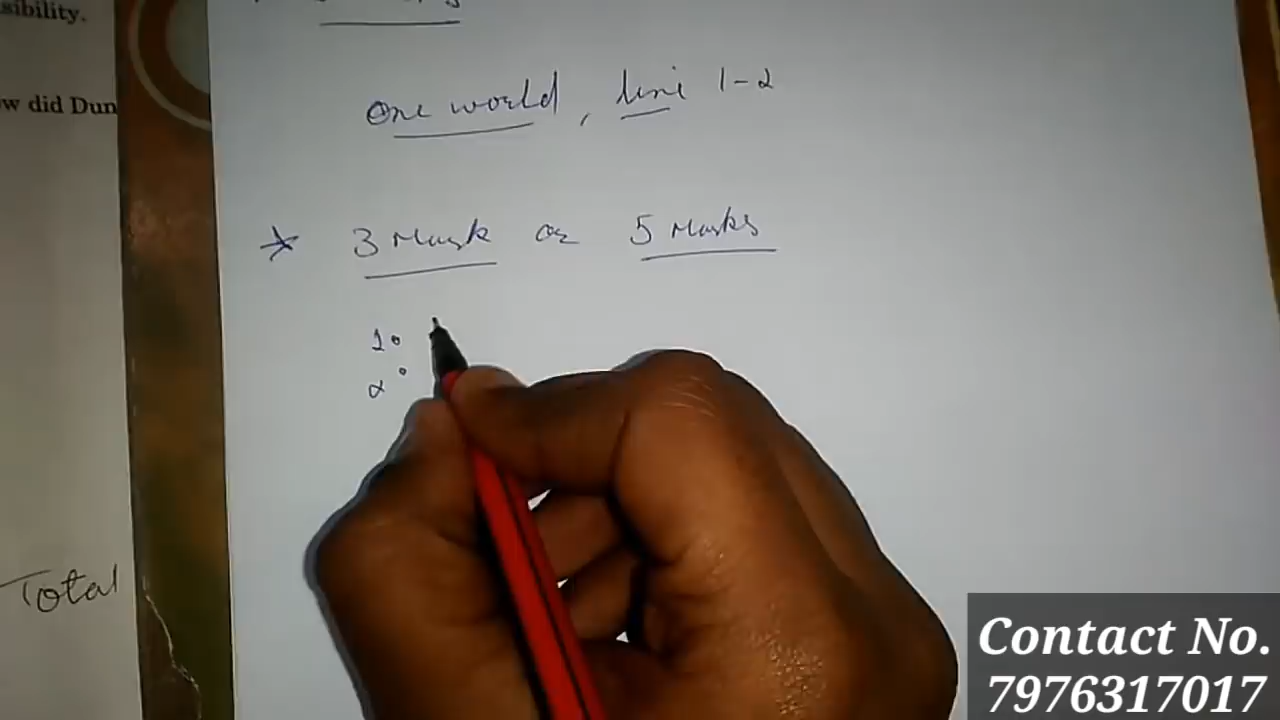 sibility.
ow did Dun
Total
One world, line 1-2
* 3 Mark or 5 Marks
1.
2.
Contact No.
7976317017